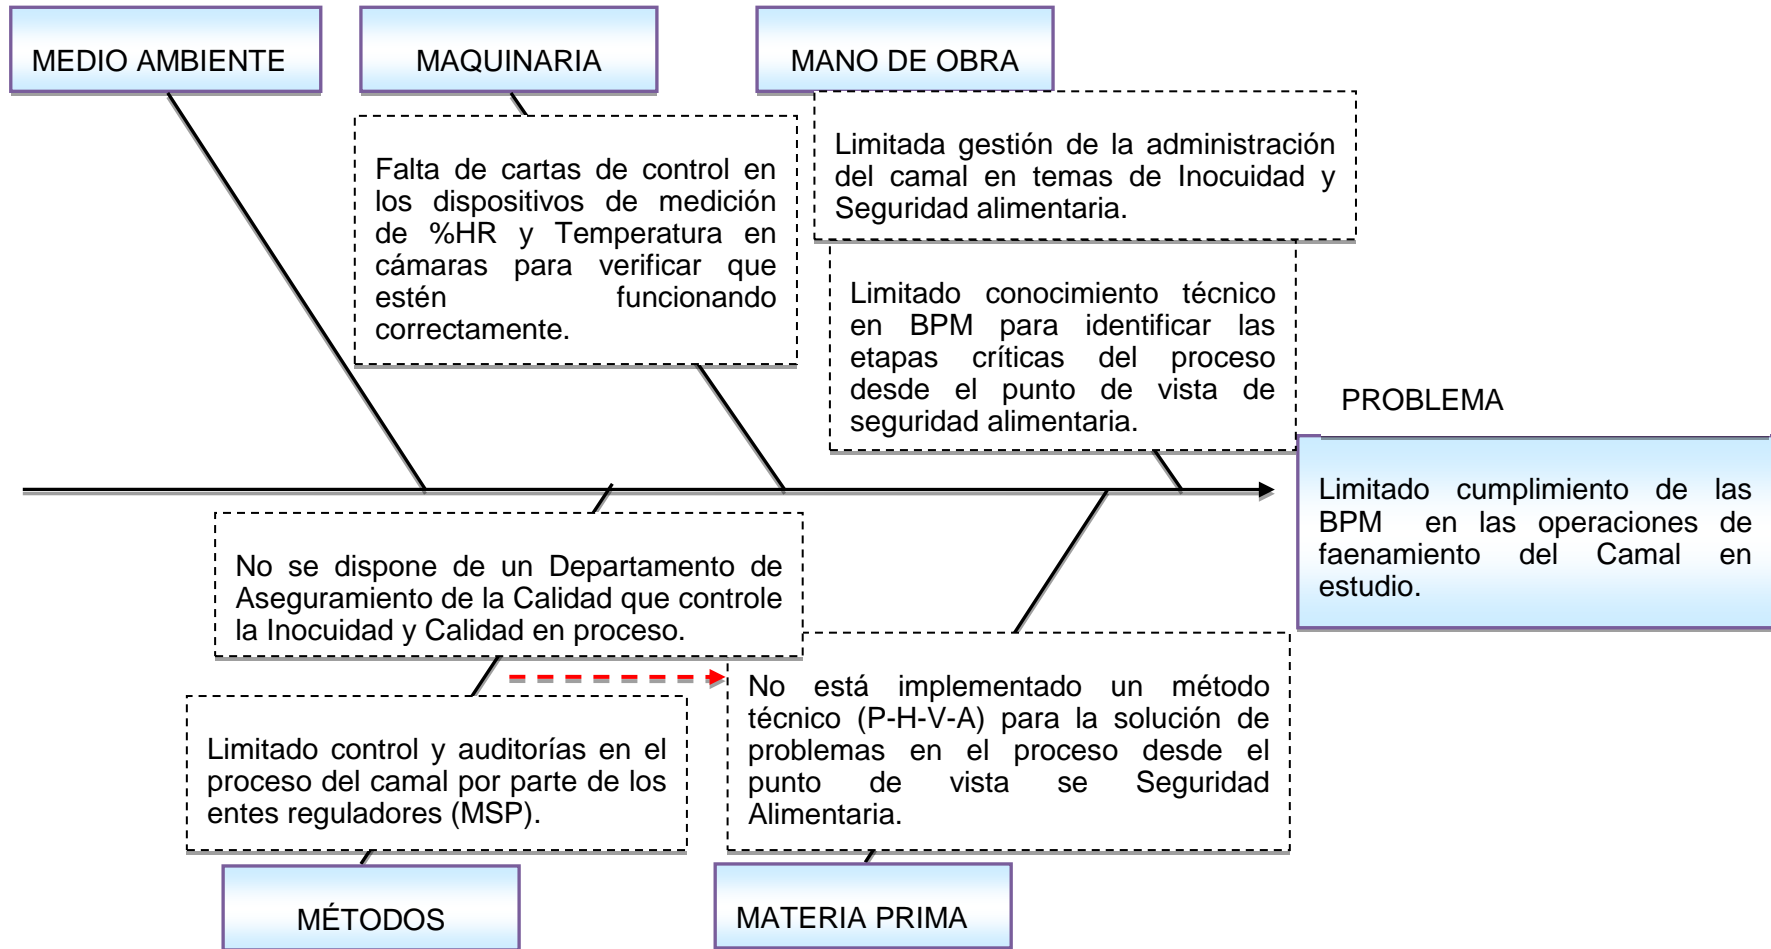 MEDIO AMBIENTE
MAQUINARIA
MANO DE OBRA
Falta de cartas de control en
los dispositivos de medición
de %HR y Temperatura en
cámaras para verificar que
estén funcionando
correctamente.
Limitada gestión de la administración
del camal en temas de Inocuidad y
Seguridad alimentaria.
Limitado conocimiento técnico
en BPM para identificar las
etapas críticas del proceso
desde el punto de vista de
seguridad alimentaria.
PROBLEMA
Limitado cumplimiento de las
BPM en las operaciones de
faenamiento del Camal en
estudio.
No se dispone de un Departamento de
Aseguramiento de la Calidad que controle
la Inocuidad y Calidad en proceso.
Limitado control y auditorías en el
proceso del camal por parte de los
entes reguladores (MSP).
No está implementado un método
técnico (P-H-V-A) para la solución de
problemas en el proceso desde el
punto de vista se Seguridad
Alimentaria.
MÉTODOS
MATERIA PRIMA